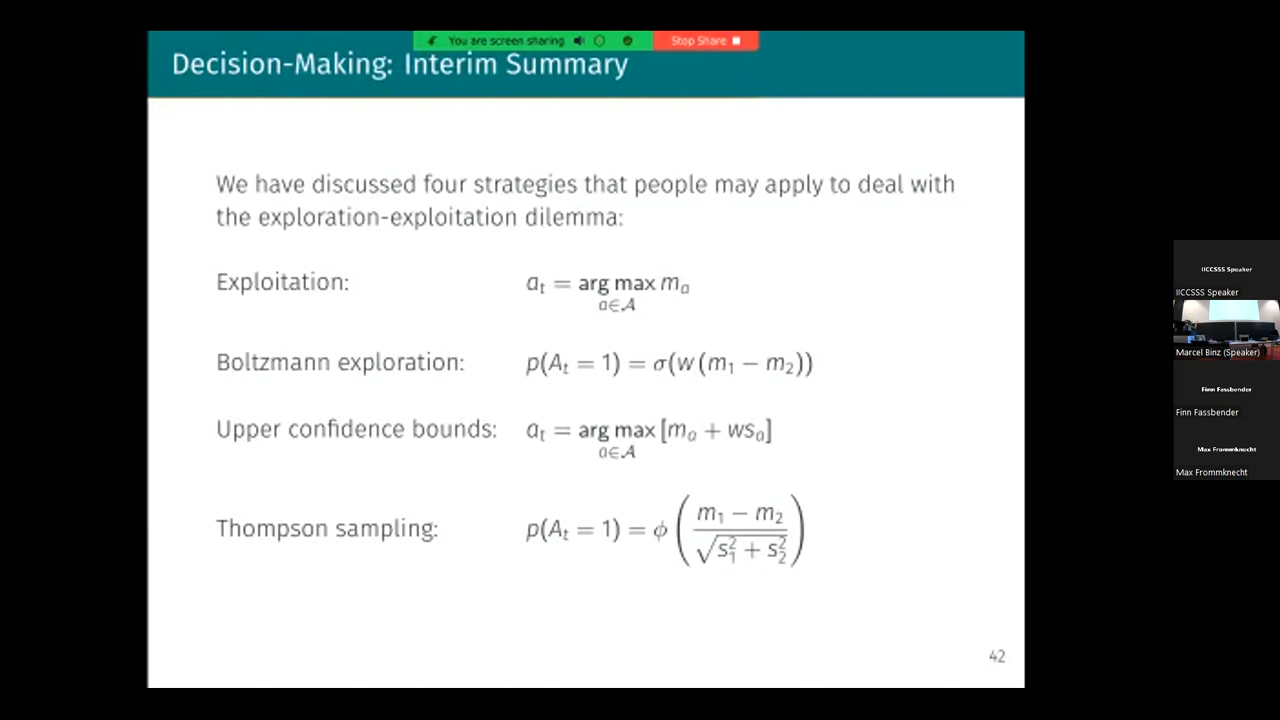 You are screen sharing
Stop Share
Decision-Making: Interim Summary
We have discussed four strategies that people may apply to deal with
the exploration-exploitation dilemma:
Exploitation: a_t = arg max_{a∈𝒜} m_a
Boltzmann exploration: p(A_t = 1) = σ(w(m_1 − m_2))
Upper confidence bounds: a_t = arg max_{a∈𝒜} [m_a + ws_a]
Thompson sampling: p(A_t = 1) = ϕ((m_1 − m_2) / √(s_1^2 + s_2^2))
42
IICCSSS Speaker
IICCSSS Speaker
Marcel Binz (Speaker)
Finn Fassbender
Finn Fassbender
Max Frommknecht
Max Frommknecht